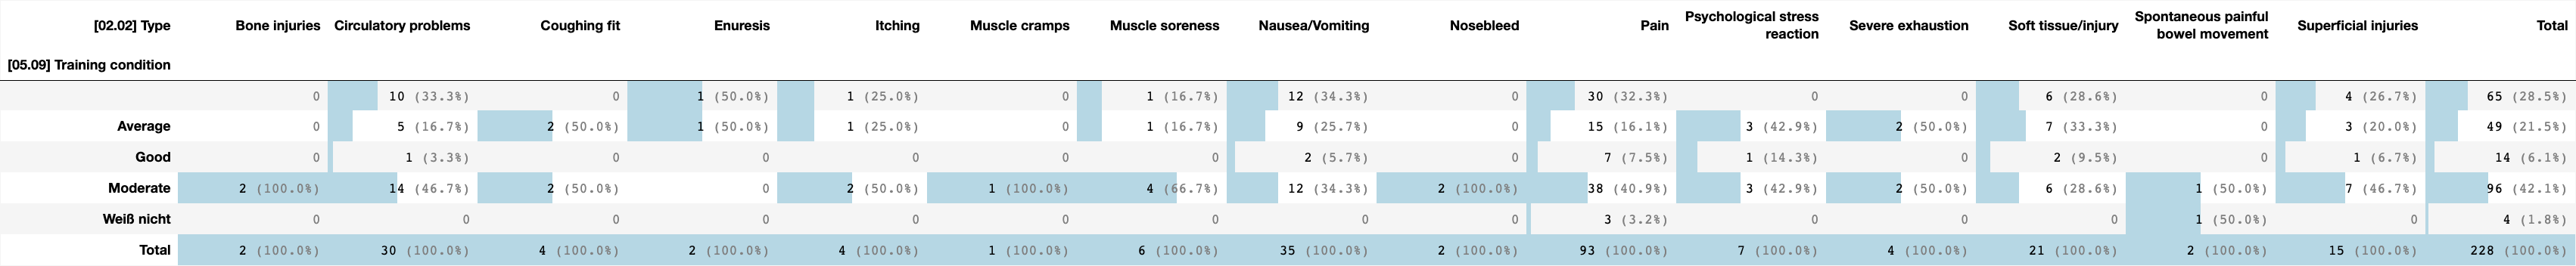 [02.02] Type Bone injuries Circulatory problems Coughing fit Enuresis Itching Muscle cramps Muscle soreness Nausea/Vomiting Nosebleed Pain Psychological stress reaction Severe exhaustion Soft tissue/injury Spontaneous painful bowel movement Superficial injuries Total
[05.09] Training condition
0 10 (33.3%) 0 1 (50.0%) 1 (25.0%) 0 1 (16.7%) 12 (34.3%) 0 30 (32.3%) 0 0 6 (28.6%) 0 4 (26.7%) 65 (28.5%)
Average 0 5 (16.7%) 2 (50.0%) 1 (50.0%) 1 (25.0%) 0 1 (16.7%) 9 (25.7%) 0 15 (16.1%) 3 (42.9%) 2 (50.0%) 7 (33.3%) 0 3 (20.0%) 49 (21.5%)
Good 0 1 (3.3%) 0 0 0 0 0 2 (5.7%) 0 7 (7.5%) 1 (14.3%) 0 2 (9.5%) 0 1 (6.7%) 14 (6.1%)
Moderate 2 (100.0%) 14 (46.7%) 2 (50.0%) 0 2 (50.0%) 1 (100.0%) 4 (66.7%) 12 (34.3%) 2 (100.0%) 38 (40.9%) 3 (42.9%) 2 (50.0%) 6 (28.6%) 1 (50.0%) 7 (46.7%) 96 (42.1%)
Weiß nicht 0 0 0 0 0 0 0 0 0 3 (3.2%) 0 0 0 1 (50.0%) 0 4 (1.8%)
Total 2 (100.0%) 30 (100.0%) 4 (100.0%) 2 (100.0%) 4 (100.0%) 1 (100.0%) 6 (100.0%) 35 (100.0%) 2 (100.0%) 93 (100.0%) 7 (100.0%) 4 (100.0%) 21 (100.0%) 2 (100.0%) 15 (100.0%) 228 (100.0%)